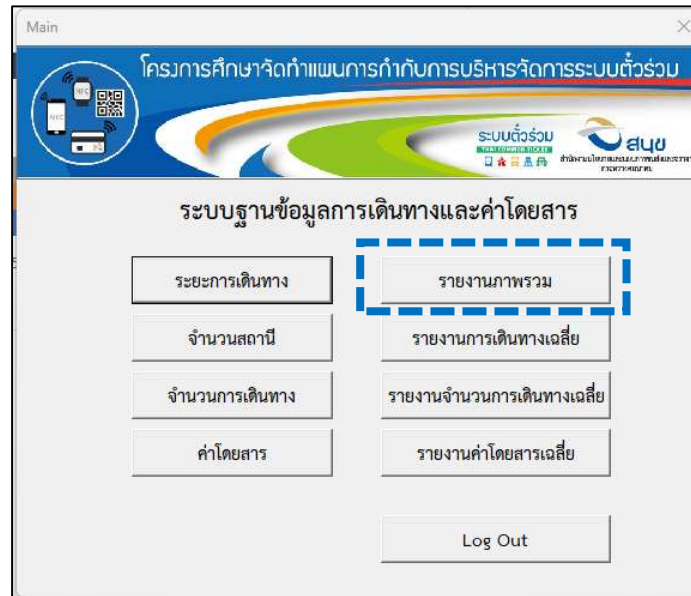 Main
โครงการศึกษาจัดทำแผนการกำกับการบริหารจัดการระบบตั๋วร่วม
NFC
NFC
ระบบตั๋วร่วม
THAI COMMON TICKET
สนข
ระบบฐานข้อมูลการเดินทางและค่าโดยสาร
ระยะการเดินทาง
รายงานภาพรวม
จำนวนสถานี
รายงานการเดินทางเฉลี่ย
จำนวนการเดินทาง
รายงานจำนวนการเดินทางเฉลี่ย
ค่าโดยสาร
รายงานค่าโดยสารเฉลี่ย
Log Out